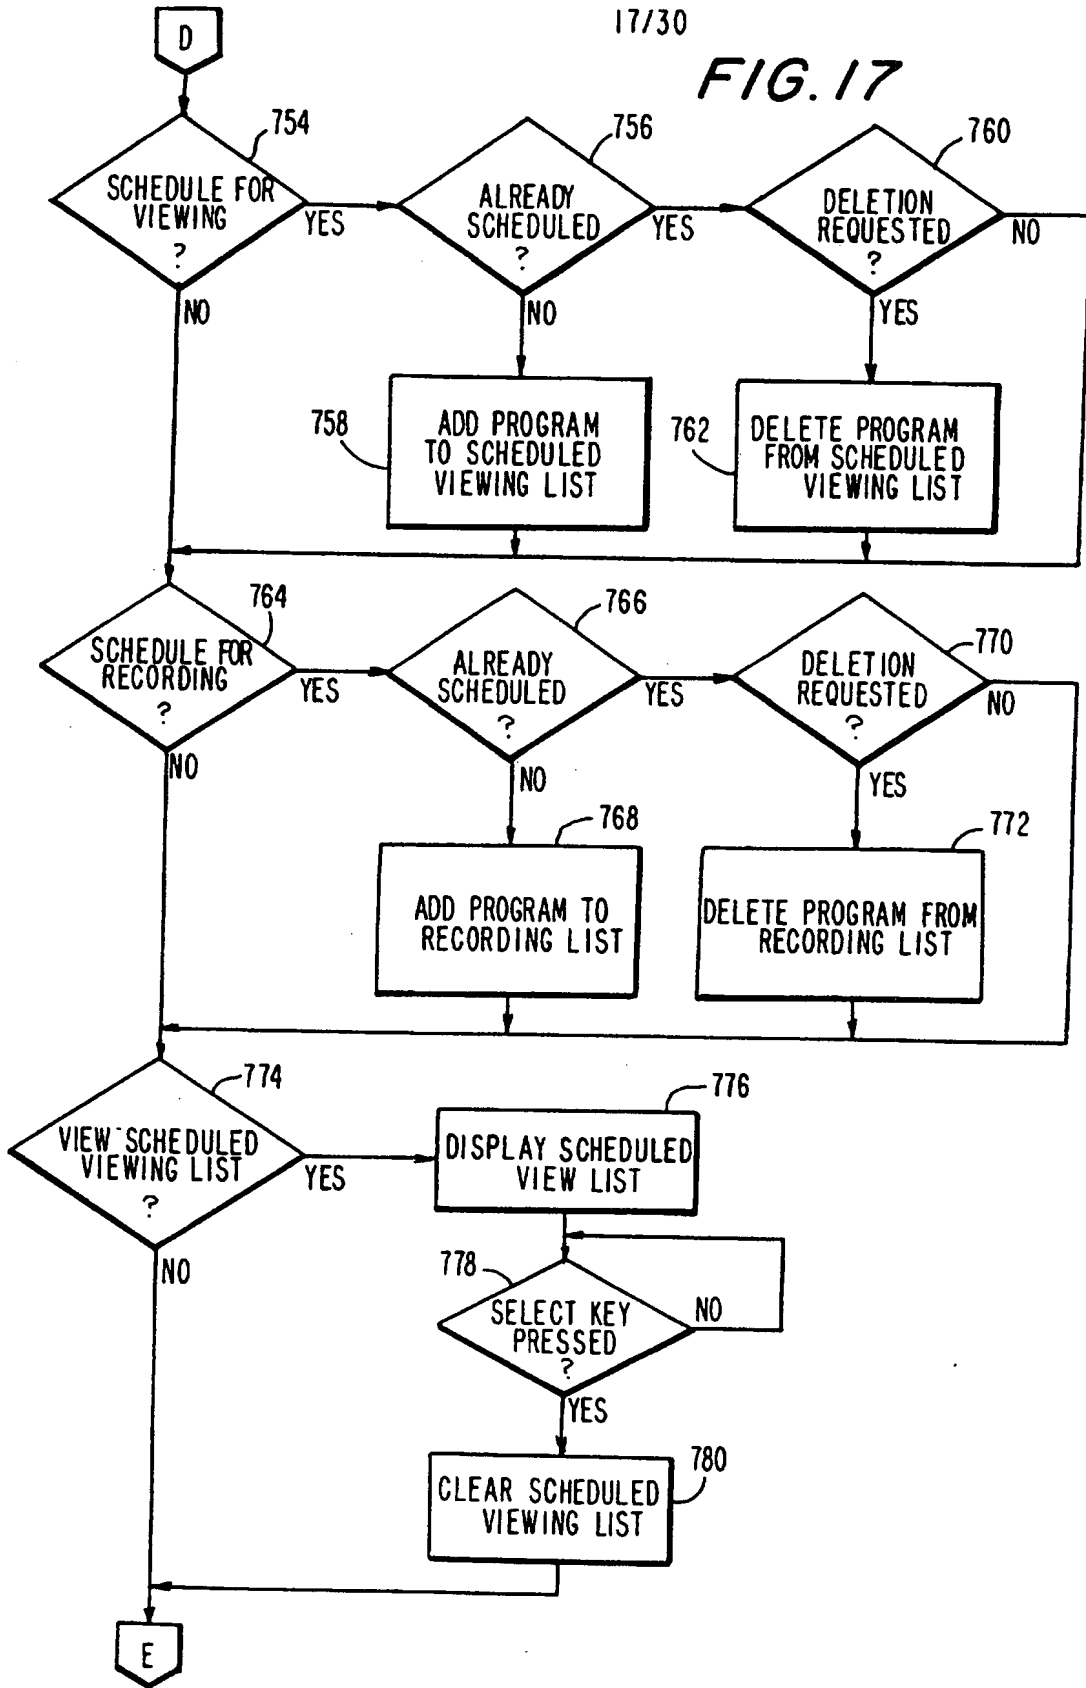 17/30
FIG. 17
D
754
SCHEDULE FOR
VIEWING
?
YES
NO
756
ALREADY
SCHEDULED
?
YES
NO
760
DELETION
REQUESTED
?
NO
YES
758
ADD PROGRAM
TO SCHEDULED
VIEWING LIST
762
DELETE PROGRAM
FROM SCHEDULED
VIEWING LIST
764
SCHEDULE FOR
RECORDING
?
YES
NO
766
ALREADY
SCHEDULED
?
YES
NO
770
DELETION
REQUESTED
?
NO
YES
768
ADD PROGRAM TO
RECORDING LIST
772
DELETE PROGRAM FROM
RECORDING LIST
774
VIEW SCHEDULED
VIEWING LIST
?
YES
NO
776
DISPLAY SCHEDULED
VIEW LIST
778
SELECT KEY
PRESSED
?
NO
YES
780
CLEAR SCHEDULED
VIEWING LIST
E